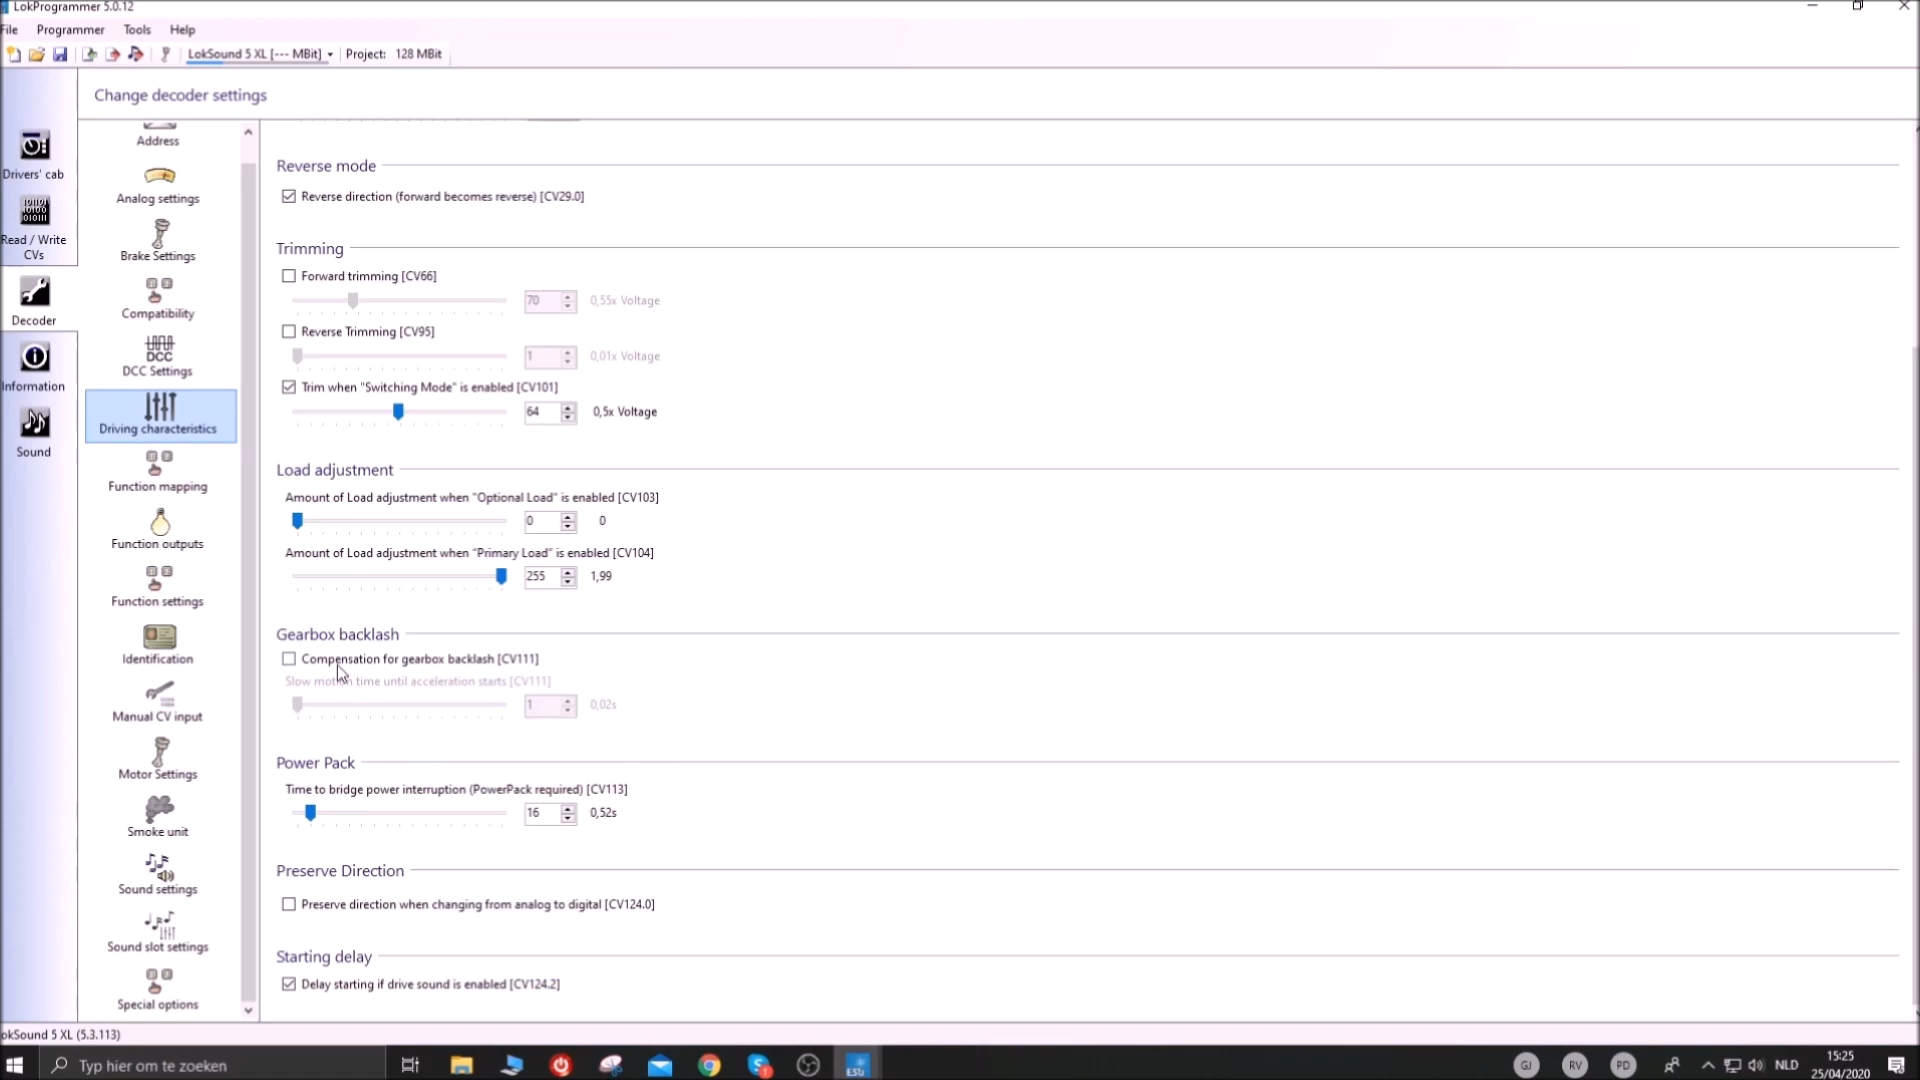 LokProgrammer 5.0.12
File Programmer Tools Help
LokSound 5 XL [--- MBit] Project: 128 MBit
Change decoder settings
Drivers' cab
Read / Write
CVs
Decoder
Information
Sound
Address
Analog settings
Brake Settings
Compatibility
DCC
DCC Settings
Driving characteristics
Function mapping
Function outputs
Function settings
Identification
Manual CV input
Motor Settings
Smoke unit
Sound settings
Sound slot settings
Special options
Reverse mode
Reverse direction (forward becomes reverse) [CV29.0]
Trimming
Forward trimming [CV66]
70 0,55x Voltage
Reverse Trimming [CV95]
1 0,01x Voltage
Trim when "Switching Mode" is enabled [CV101]
64 0,5x Voltage
Load adjustment
Amount of Load adjustment when "Optional Load" is enabled [CV103]
0 0
Amount of Load adjustment when "Primary Load" is enabled [CV104]
255 1,99
Gearbox backlash
Compensation for gearbox backlash [CV111]
Slow motion time until acceleration starts [CV111]
1 0,02s
Power Pack
Time to bridge power interruption (PowerPack required) [CV113]
16 0,52s
Preserve Direction
Preserve direction when changing from analog to digital [CV124.0]
Starting delay
Delay starting if drive sound is enabled [CV124.2]
okSound 5 XL (5.3.113)
Typ hier om te zoeken
ESU
1
GJ RV PD NLD
15:25
25/04/2020